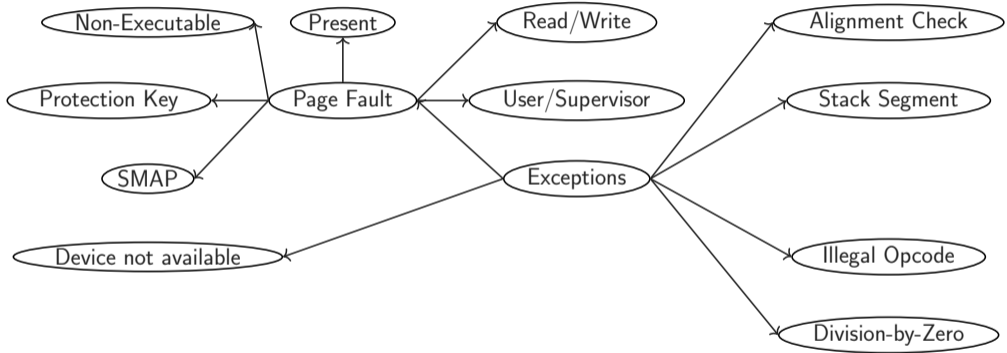 Non-Executable
Present
Read/Write
Alignment Check
Protection Key
Page Fault
User/Supervisor
Stack Segment
SMAP
Exceptions
Device not available
Illegal Opcode
Division-by-Zero